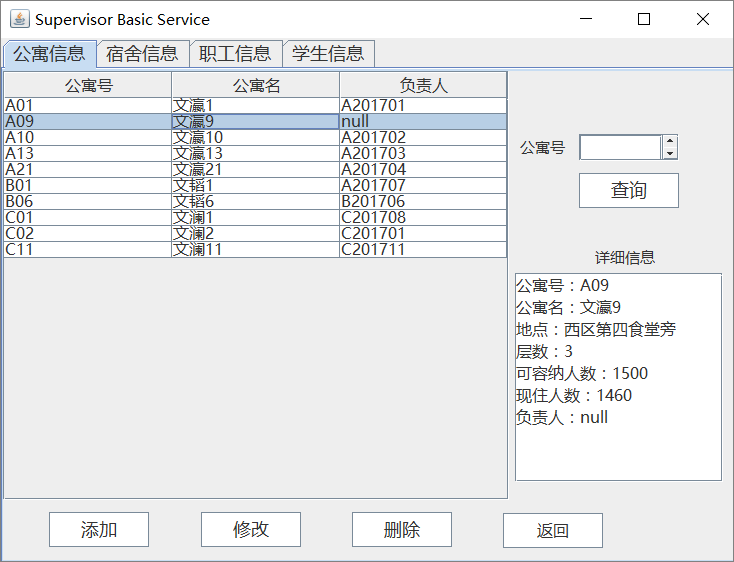 Supervisor Basic Service
公寓信息 宿舍信息 职工信息 学生信息
公寓号 公寓名 负责人
A01 文瀛1 A201701
A09 文瀛9 null
A10 文瀛10 A201702
A13 文瀛13 A201703
A21 文瀛21 A201704
B01 文韬1 A201707
B06 文韬6 B201706
C01 文澜1 C201708
C02 文澜2 C201701
C11 文澜11 C201711
公寓号
查询
详细信息
公寓号：A09
公寓名：文瀛9
地点：西区第四食堂旁
层数：3
可容纳人数：1500
现住人数：1460
负责人：null
添加 修改 删除 返回